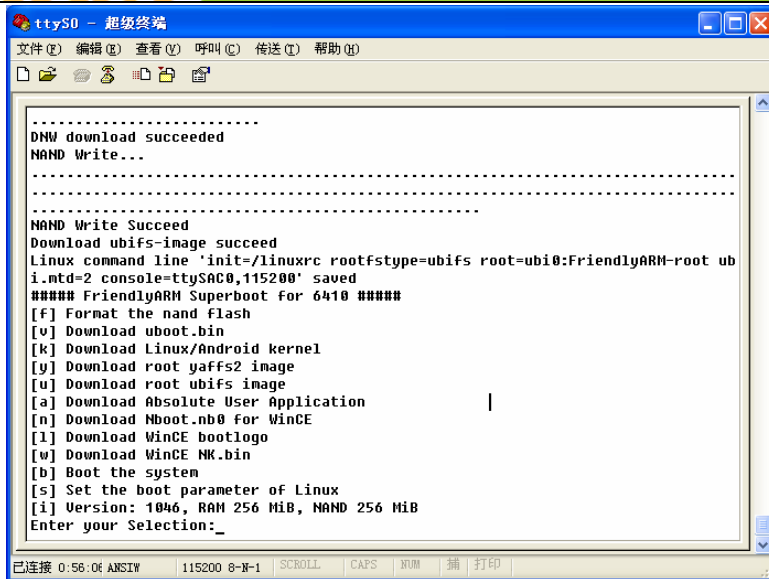 ttyS0 - 超级终端
文件(F) 编辑(E) 查看(V) 呼叫(C) 传送(T) 帮助(H)
..........................
DNW download succeeded
NAND Write...
................................................................................
................................................................................
...................................................
NAND Write Succeed
Download ubifs-image succeed
Linux command line 'init=/linuxrc rootfstype=ubifs root=ubi0:FriendlyARM-root ub
i.mtd=2 console=ttySAC0,115200' saved
##### FriendlyARM Superboot for 6410 #####
[f] Format the nand flash
[v] Download uboot.bin
[k] Download Linux/Android kernel
[y] Download root yaffs2 image
[u] Download root ubifs image
[a] Download Absolute User Application
[n] Download Nboot.nb0 for WinCE
[l] Download WinCE bootlogo
[w] Download WinCE NK.bin
[b] Boot the system
[s] Set the boot parameter of Linux
[i] Version: 1046, RAM 256 MiB, NAND 256 MiB
Enter your Selection:_
已连接 0:56:06 ANSIW 115200 8-N-1 SCROLL CAPS NUM 捕 打印